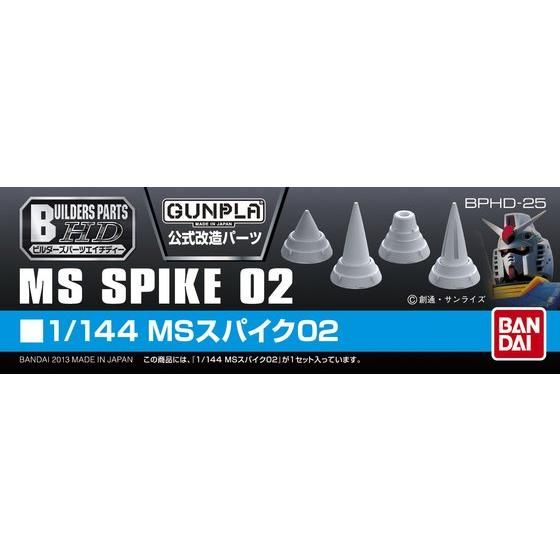 BUILDERS PARTS
HD
ビルダーズパーツエイチディー
GUNPLA
MADE IN JAPAN
公式改造パーツ
BPHD-25
MS SPIKE 02
©創通・サンライズ
■1/144 MSスパイク02
BAN
DAI
BANDAI 2013 MADE IN JAPAN この商品には、「1/144 MSスパイク02」が1セット入っています。